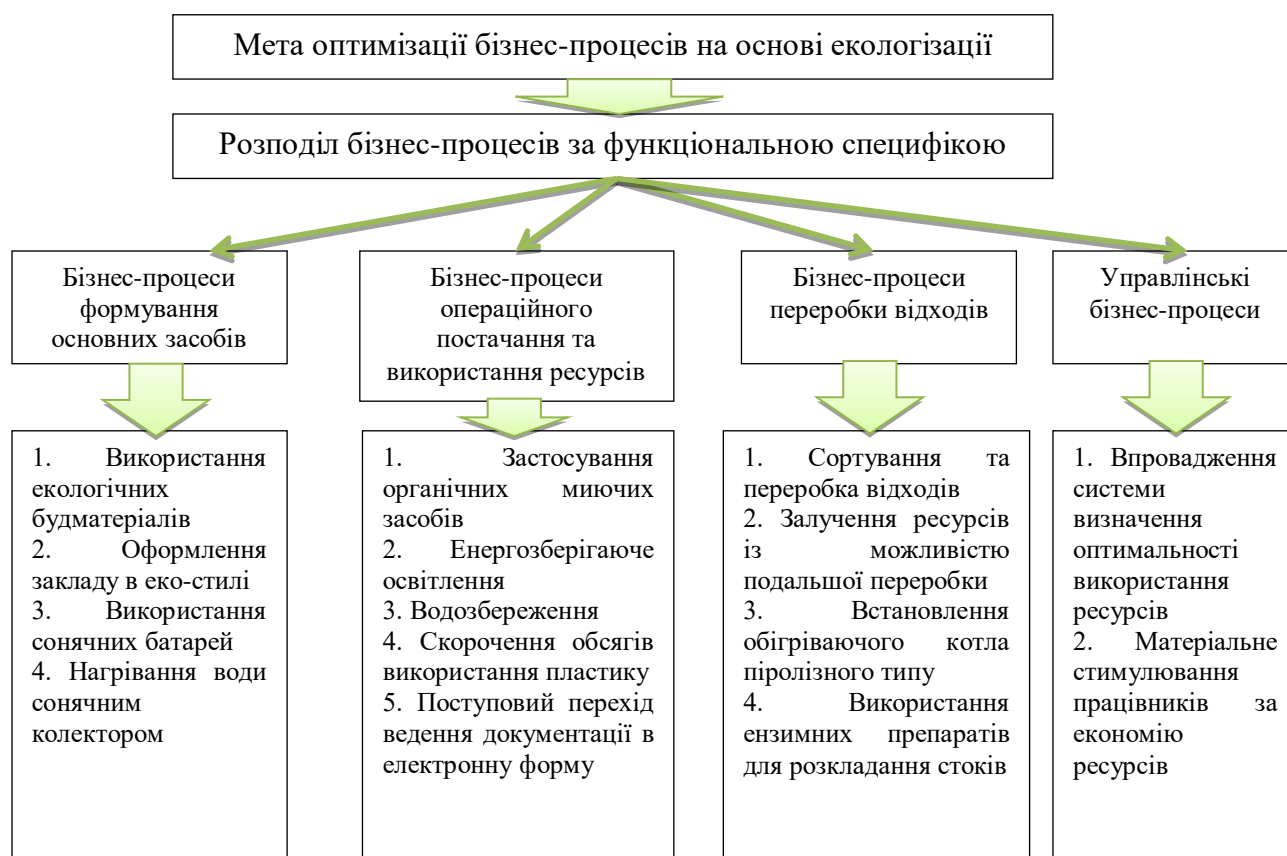 Мета оптимізації бізнес-процесів на основі екологізації
Розподіл бізнес-процесів за функціональною специфікою
Бізнес-процеси
формування
основних засобів
Бізнес-процеси
операційного
постачання та
використання ресурсів
Бізнес-процеси
переробки відходів
Управлінські
бізнес-процеси
1. Використання
екологічних
будматеріалів
2. Оформлення
закладу в еко-стилі
3. Використання
сонячних батарей
4. Нагрівання води
сонячним
колектором
1. Застосування
органічних миючих
засобів
2. Енергозберігаюче
освітлення
3. Водозбереження
4. Скорочення обсягів
використання пластику
5. Поступовий перехід
ведення документації в
електронну форму
1. Сортування та
переробка відходів
2. Залучення ресурсів
із можливістю
подальшої переробки
3. Встановлення
обігріваючого котла
піролізного типу
4. Використання
ензимних препаратів
для розкладання стоків
1. Впровадження
системи
визначення
оптимальності
використання
ресурсів
2. Матеріальне
стимулювання
працівників за
економію
ресурсів